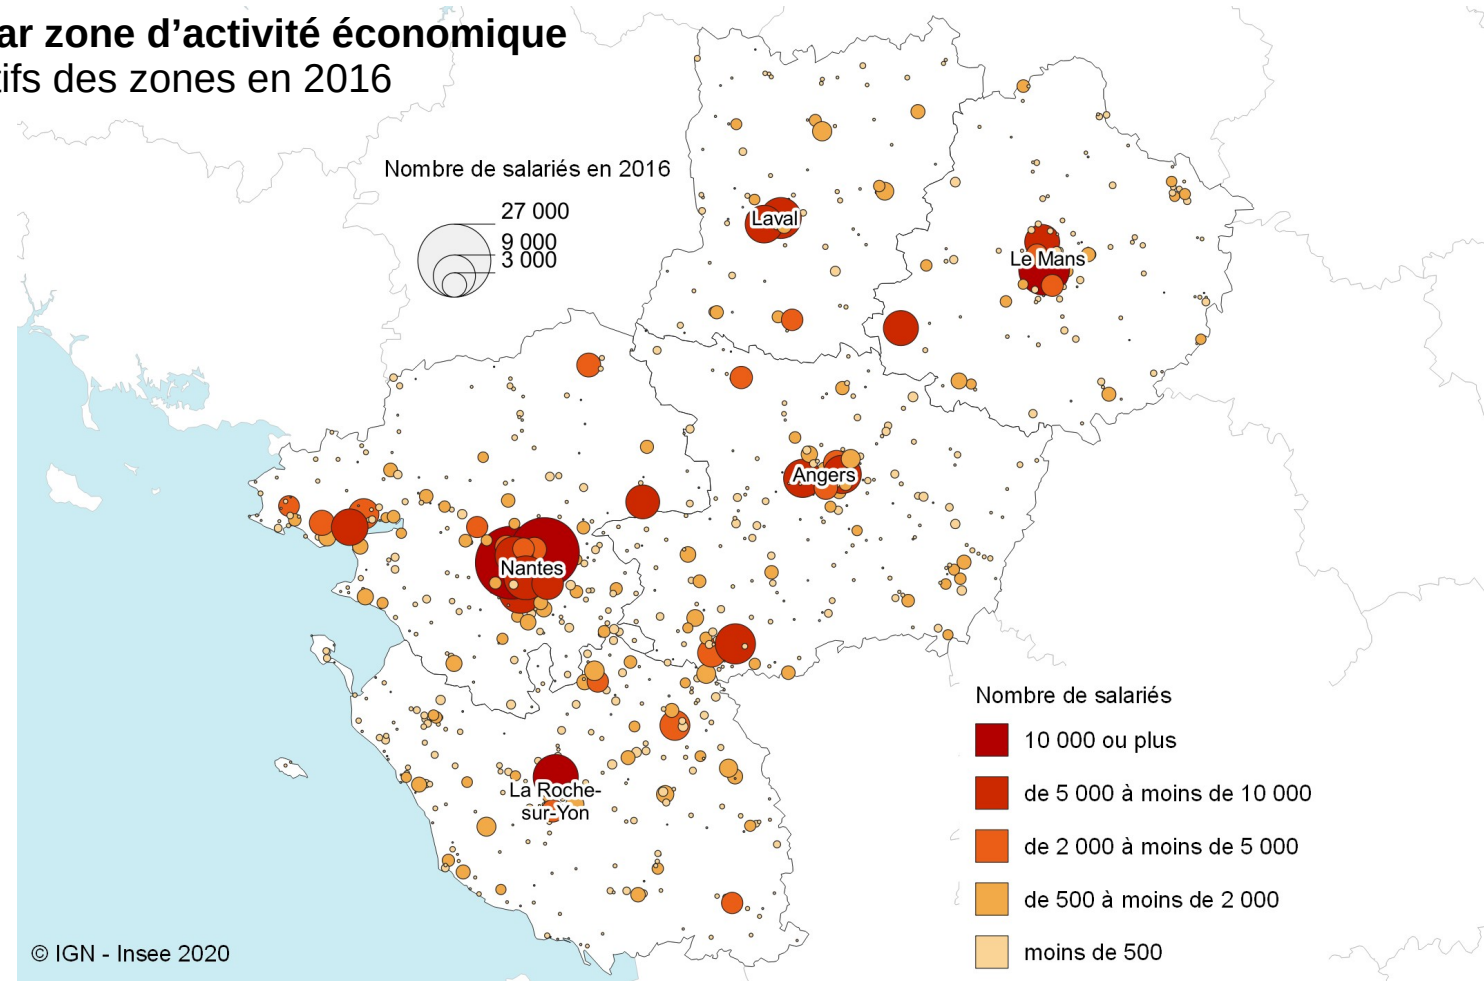 ar zone d’activité économique
tifs des zones en 2016
Nombre de salariés en 2016
27 000
9 000
3 000
Laval
Le Mans
Angers
Nantes
La Roche-
sur-Yon
Nombre de salariés
10 000 ou plus
de 5 000 à moins de 10 000
de 2 000 à moins de 5 000
de 500 à moins de 2 000
moins de 500
© IGN - Insee 2020